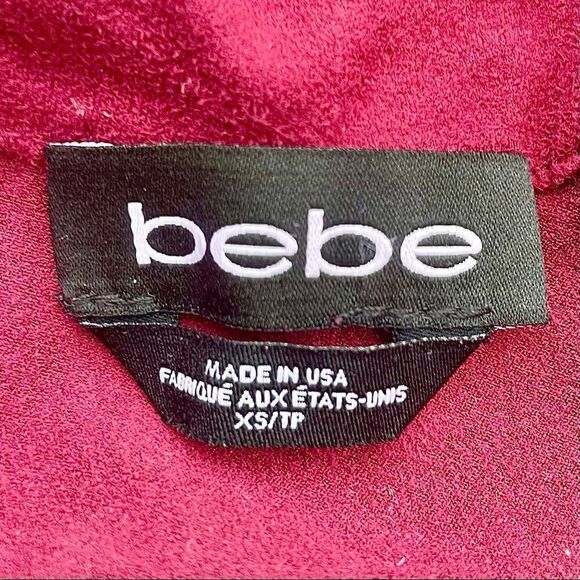 bebe
MADE IN USA
FABRIQUÉ AUX ÉTATS-UNIS
XS/TP